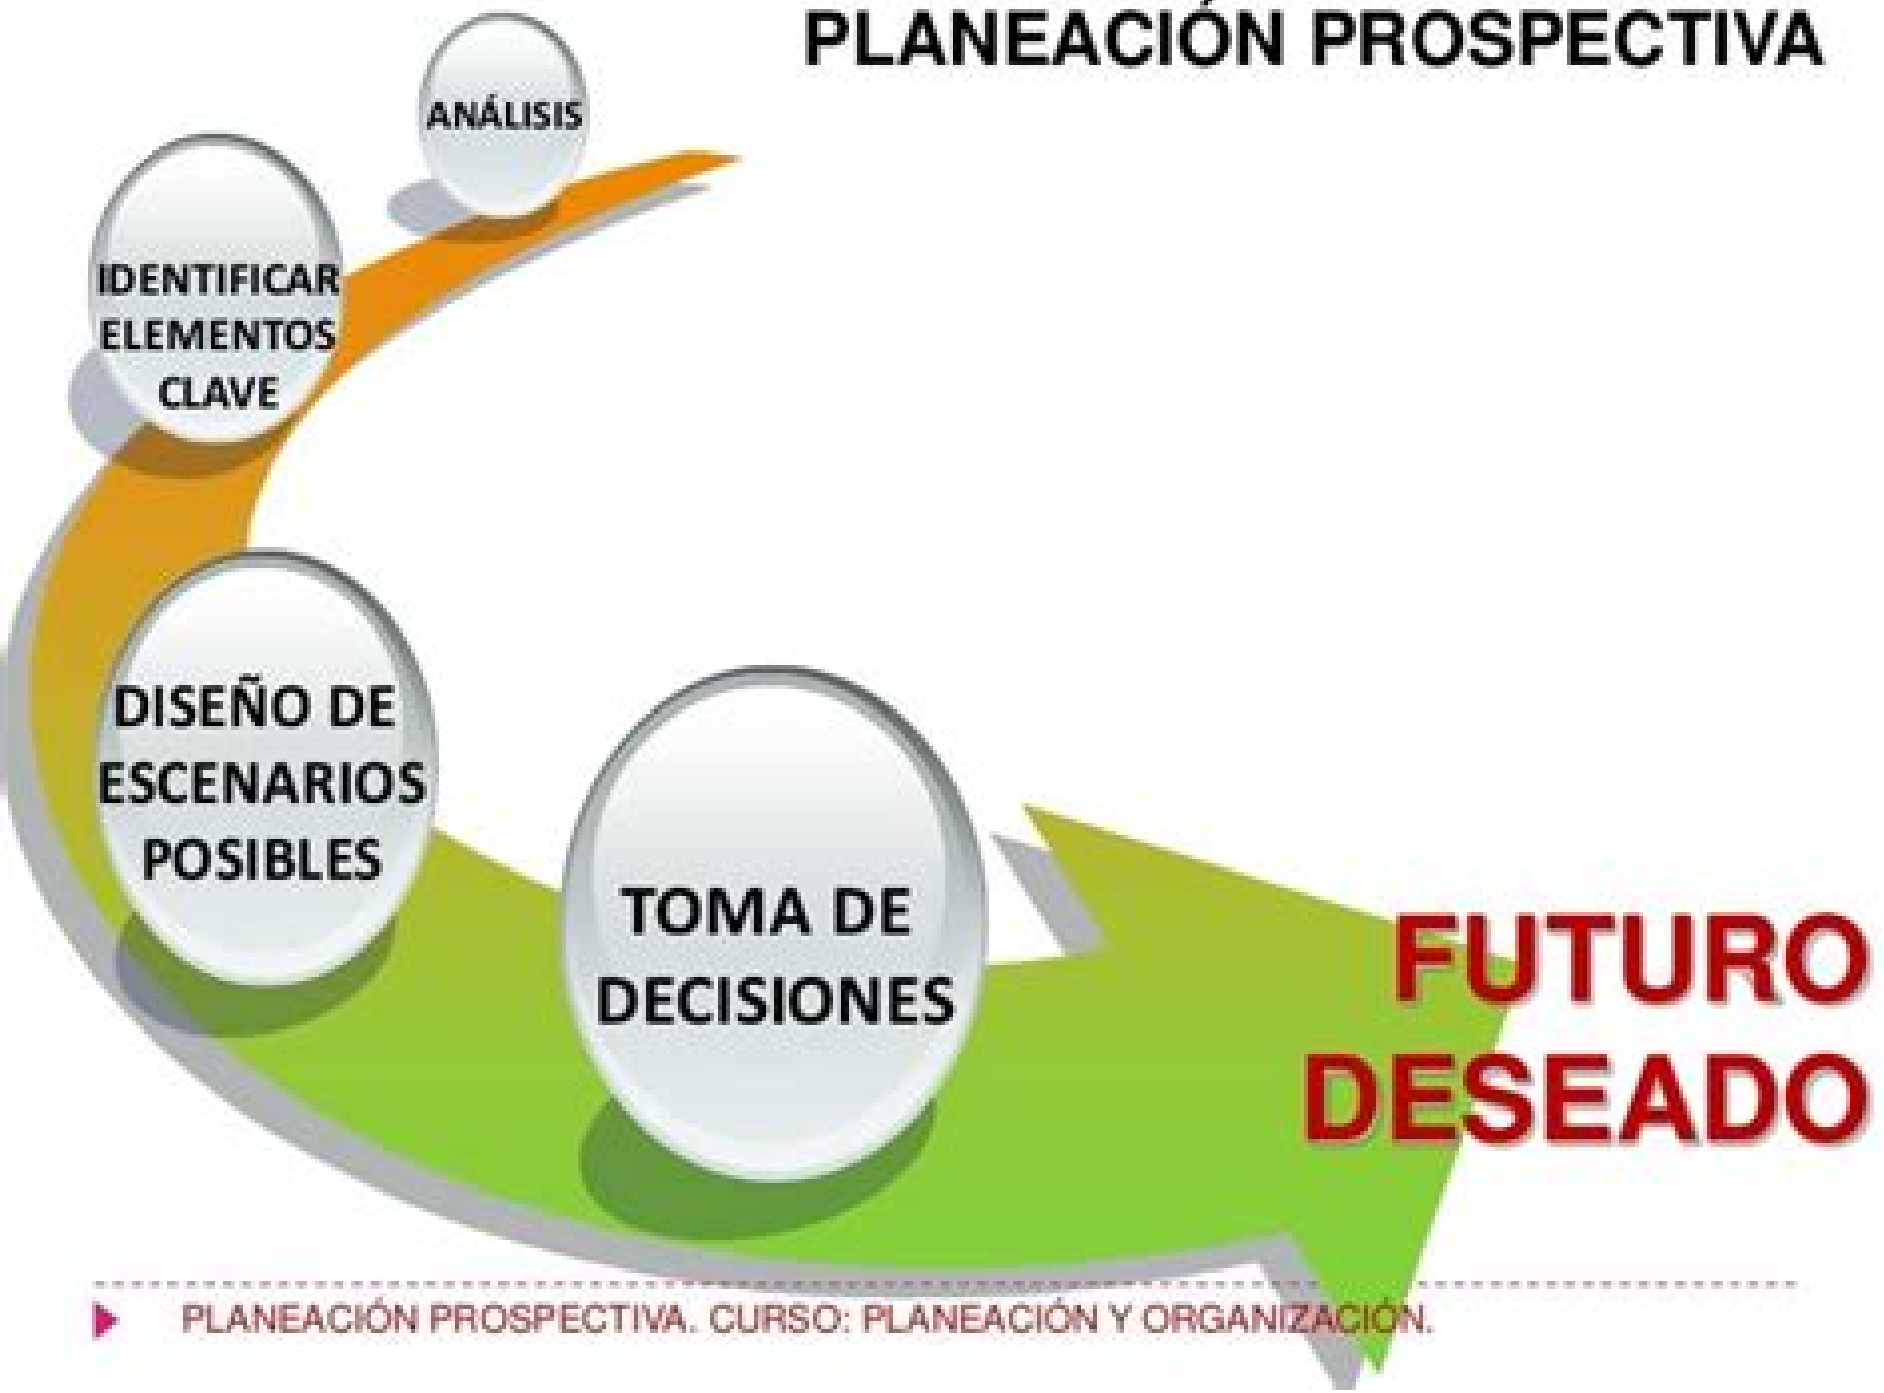 PLANEACIÓN PROSPECTIVA
ANÁLISIS
IDENTIFICAR
ELEMENTOS
CLAVE
DISEÑO DE
ESCENARIOS
POSIBLES
TOMA DE
DECISIONES
FUTURO
DESEADO
PLANEACIÓN PROSPECTIVA. CURSO: PLANEACIÓN Y ORGANIZACIÓN.